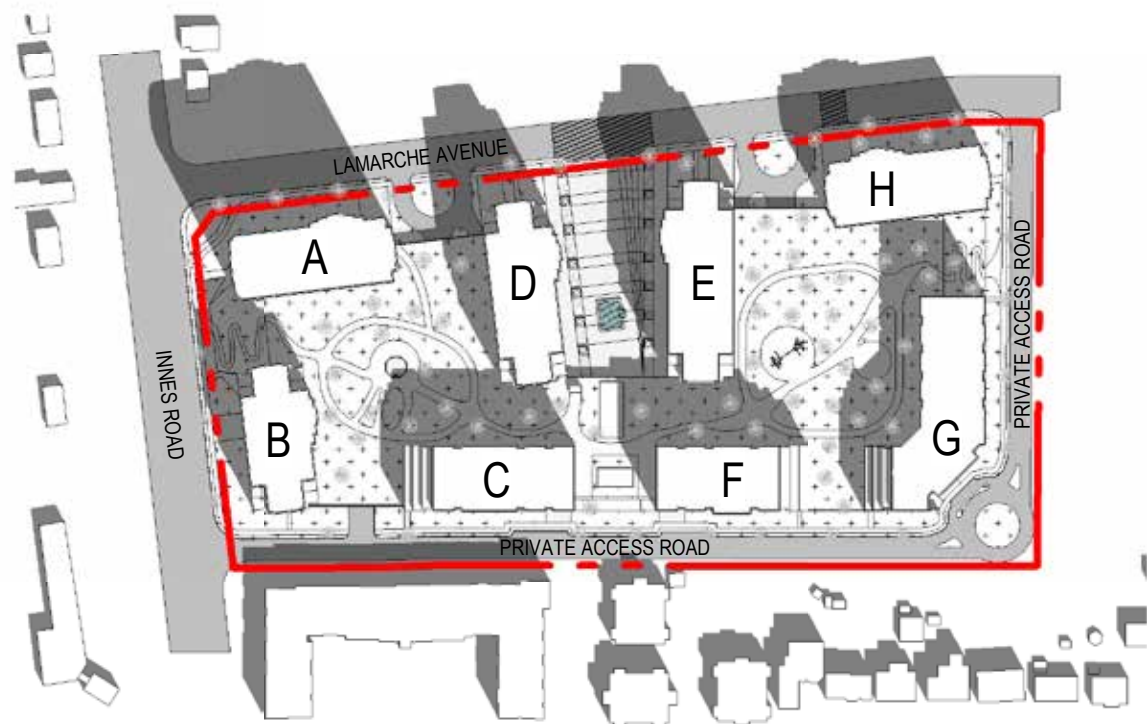 LAMARCHE AVENUE
H
A
D
E
PRIVATE ACCESS ROAD
INNES ROAD
B
C
F
G
PRIVATE ACCESS ROAD